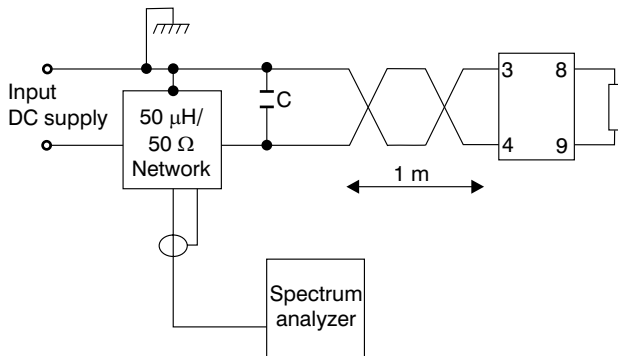 Input
DC supply
50 μH/
50 Ω
Network
C
3
8
4
9
1 m
Spectrum
analyzer